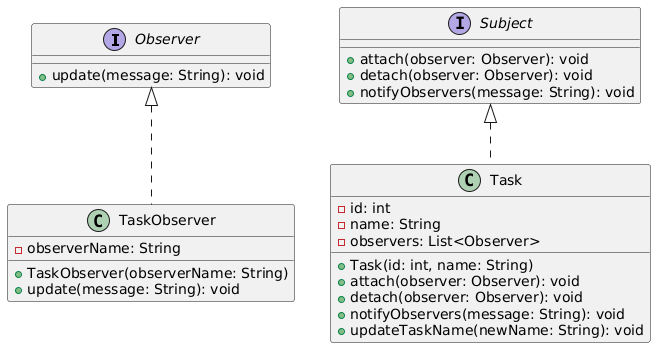 I Observer
update(message: String): void
I Subject
attach(observer: Observer): void
detach(observer: Observer): void
notifyObservers(message: String): void
C TaskObserver
observerName: String
TaskObserver(observerName: String)
update(message: String): void
C Task
id: int
name: String
observers: List<Observer>
Task(id: int, name: String)
attach(observer: Observer): void
detach(observer: Observer): void
notifyObservers(message: String): void
updateTaskName(newName: String): void